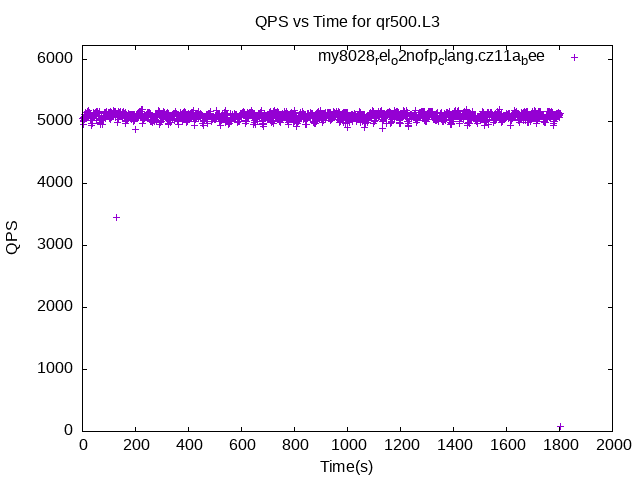 QPS vs Time for qr500.L3
my8028relo2nofpclang.cz11abee
6000
5000
4000
3000
2000
1000
0
QPS
0 200 400 600 800 1000 1200 1400 1600 1800 2000
Time(s)